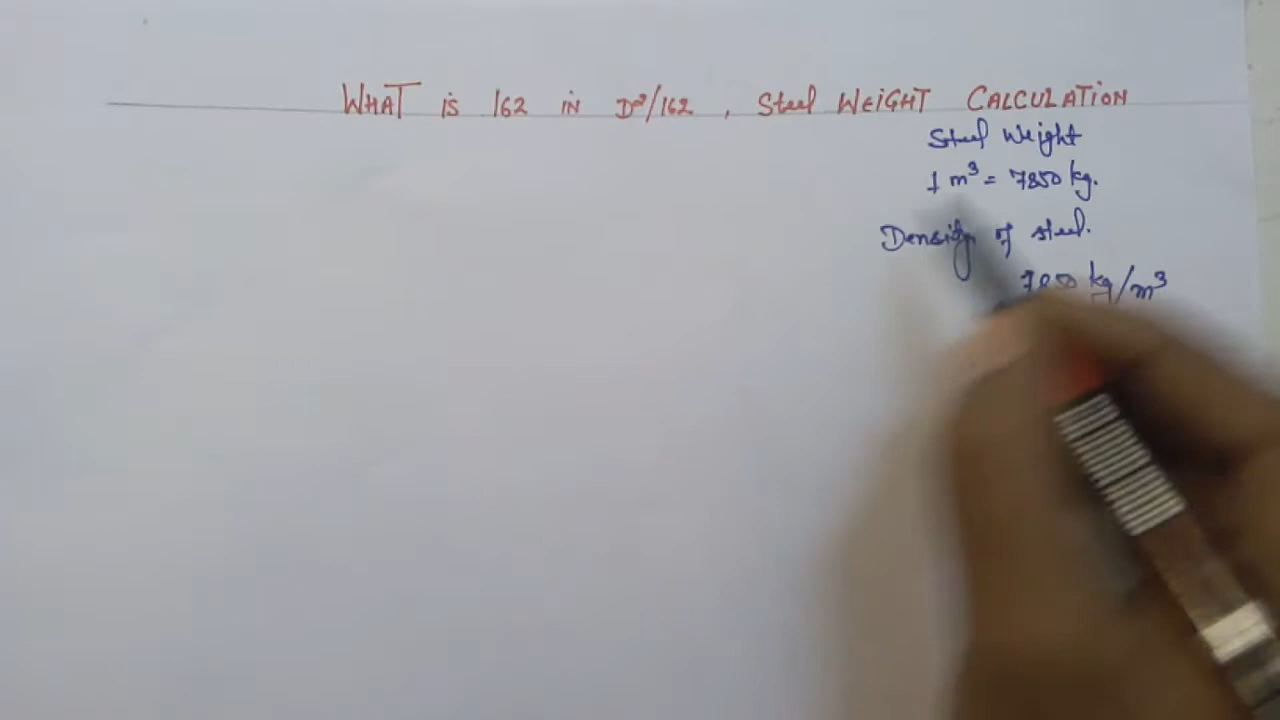 WHAT is 162 in D²/162 , Steel WEIGHT CALCULATION
Steel Weight
1 m³ = 7850 kg.
Density of steel.
7850 kg/m³